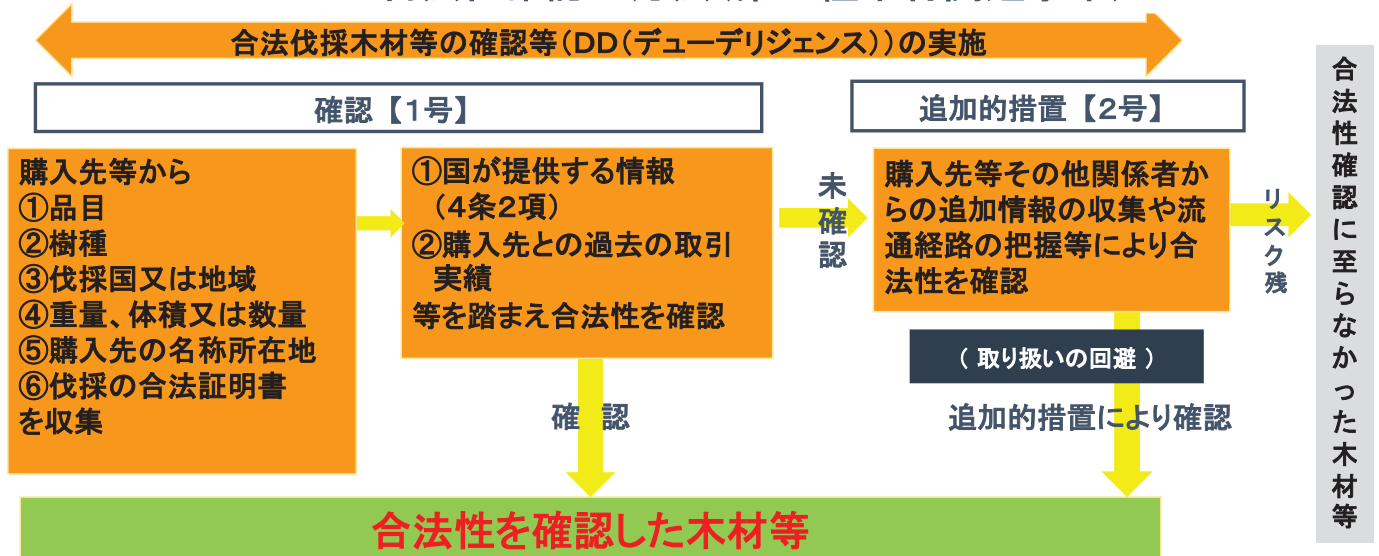 合法伐採木材等の確認等(DD(デューデリジェンス))の実施
確認【1号】
購入先等から
①品目
②樹種
③伐採国又は地域
④重量、体積又は数量
⑤購入先の名称所在地
⑥伐採の合法証明書
を収集
①国が提供する情報
(4条2項)
②購入先との過去の取引
実績
等を踏まえ合法性を確認
確認
未確認
追加的措置【2号】
購入先等その他関係者か
らの追加情報の収集や流
通経路の把握等により合
法性を確認
(取り扱いの回避)
追加的措置により確認
リスク残
合法性確認に至らなかった木材等
合法性を確認した木材等